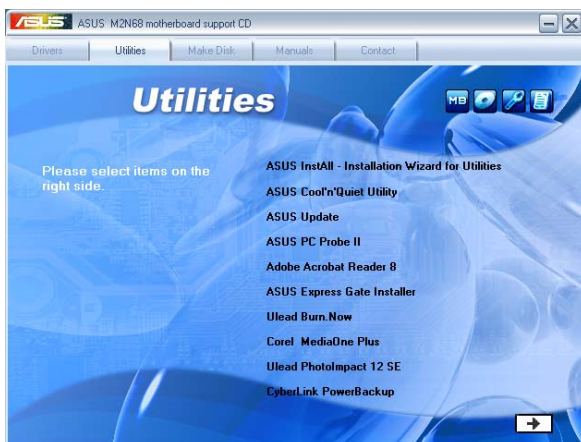 ASUS ASUS M2N68 motherboard support CD
Drivers Utilities Make Disk Manuals Contact
Utilities
MB
Please select items on the
right side.
ASUS InstAll - Installation Wizard for Utilities
ASUS Cool'n'Quiet Utility
ASUS Update
ASUS PC Probe II
Adobe Acrobat Reader 8
ASUS Express Gate Installer
Ulead Burn.Now
Corel MediaOne Plus
Ulead PhotoImpact 12 SE
CyberLink PowerBackup